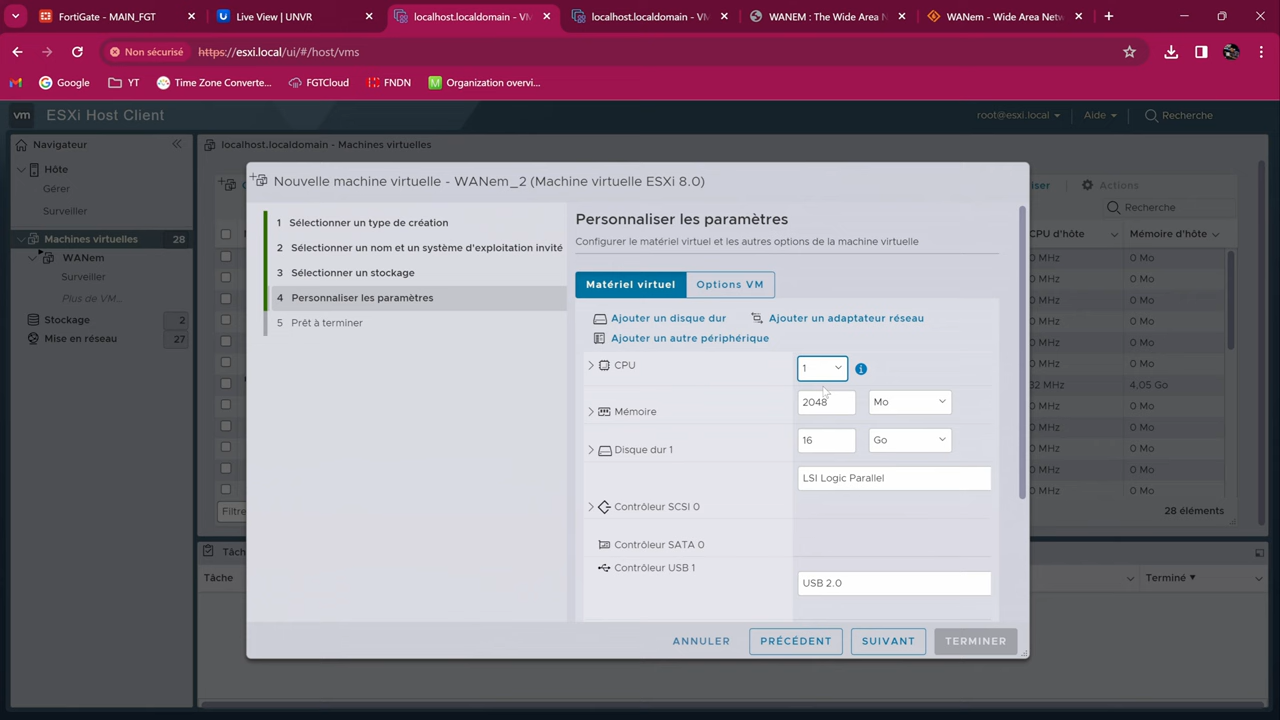 FortiGate - MAIN_FGT
Live View | UNVR
localhost.localdomain - VM
localhost.localdomain - VM
WANEM : The Wide Area N
WANem - Wide Area Netw
Non sécurisé
https://esxi.local/ui/#/host/vms
Google
YT
Time Zone Converte...
FGTCloud
FNDN
Organization overvi...
vm
ESXi Host Client
root@esxi.local
Aide
Recherche
Navigateur
localhost.localdomain - Machines virtuelles
Hôte
Gérer
Surveiller
Machines virtuelles
28
WANem
Surveiller
Plus de VM...
Stockage
2
Mise en réseau
27
Nouvelle machine virtuelle - WANem_2 (Machine virtuelle ESXi 8.0)
1 Sélectionner un type de création
2 Sélectionner un nom et un système d'exploitation invité
3 Sélectionner un stockage
4 Personnaliser les paramètres
5 Prêt à terminer
Personnaliser les paramètres
Configurer le matériel virtuel et les autres options de la machine virtuelle
Matériel virtuel
Options VM
Ajouter un disque dur
Ajouter un adaptateur réseau
Ajouter un autre périphérique
CPU
1
Mémoire
2048
Mo
Disque dur 1
16
Go
LSI Logic Parallel
Contrôleur SCSI 0
Contrôleur SATA 0
Contrôleur USB 1
USB 2.0
ANNULER
PRÉCÉDENT
SUIVANT
TERMINER
Actions
Recherche
CPU d'hôte
Mémoire d'hôte
0 MHz
0 Mo
0 MHz
0 Mo
0 MHz
0 Mo
0 MHz
0 Mo
0 MHz
0 Mo
0 MHz
0 Mo
32 MHz
4,05 Go
0 MHz
0 Mo
0 MHz
0 Mo
0 MHz
0 Mo
0 MHz
0 Mo
0 MHz
0 Mo
28 éléments
Tâche
Terminé